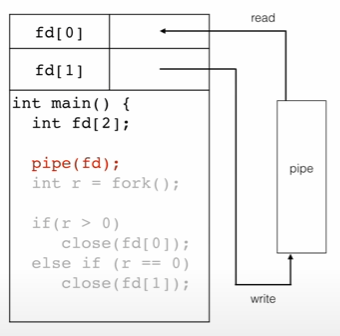 read
fd[0]
fd[1]
int main() {
int fd[2];
pipe(fd);
int r = fork();
if(r > 0)
close(fd[0]);
else if (r == 0)
close(fd[1]);
pipe
write